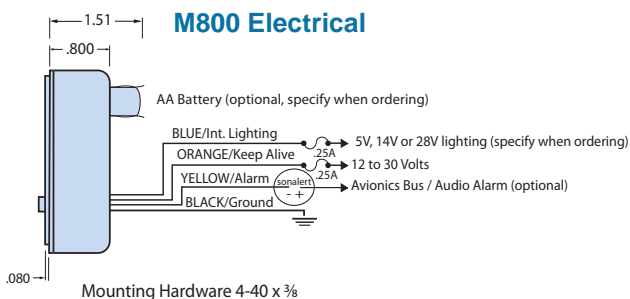 1.51
M800 Electrical
.800
AA Battery (optional, specify when ordering)
BLUE/Int. Lighting
5V, 14V or 28V lighting (specify when ordering)
.25A
ORANGE/Keep Alive
12 to 30 Volts
.25A
YELLOW/Alarm
sonalert
- +
Avionics Bus / Audio Alarm (optional)
BLACK/Ground
.080
Mounting Hardware 4-40 x ⅜